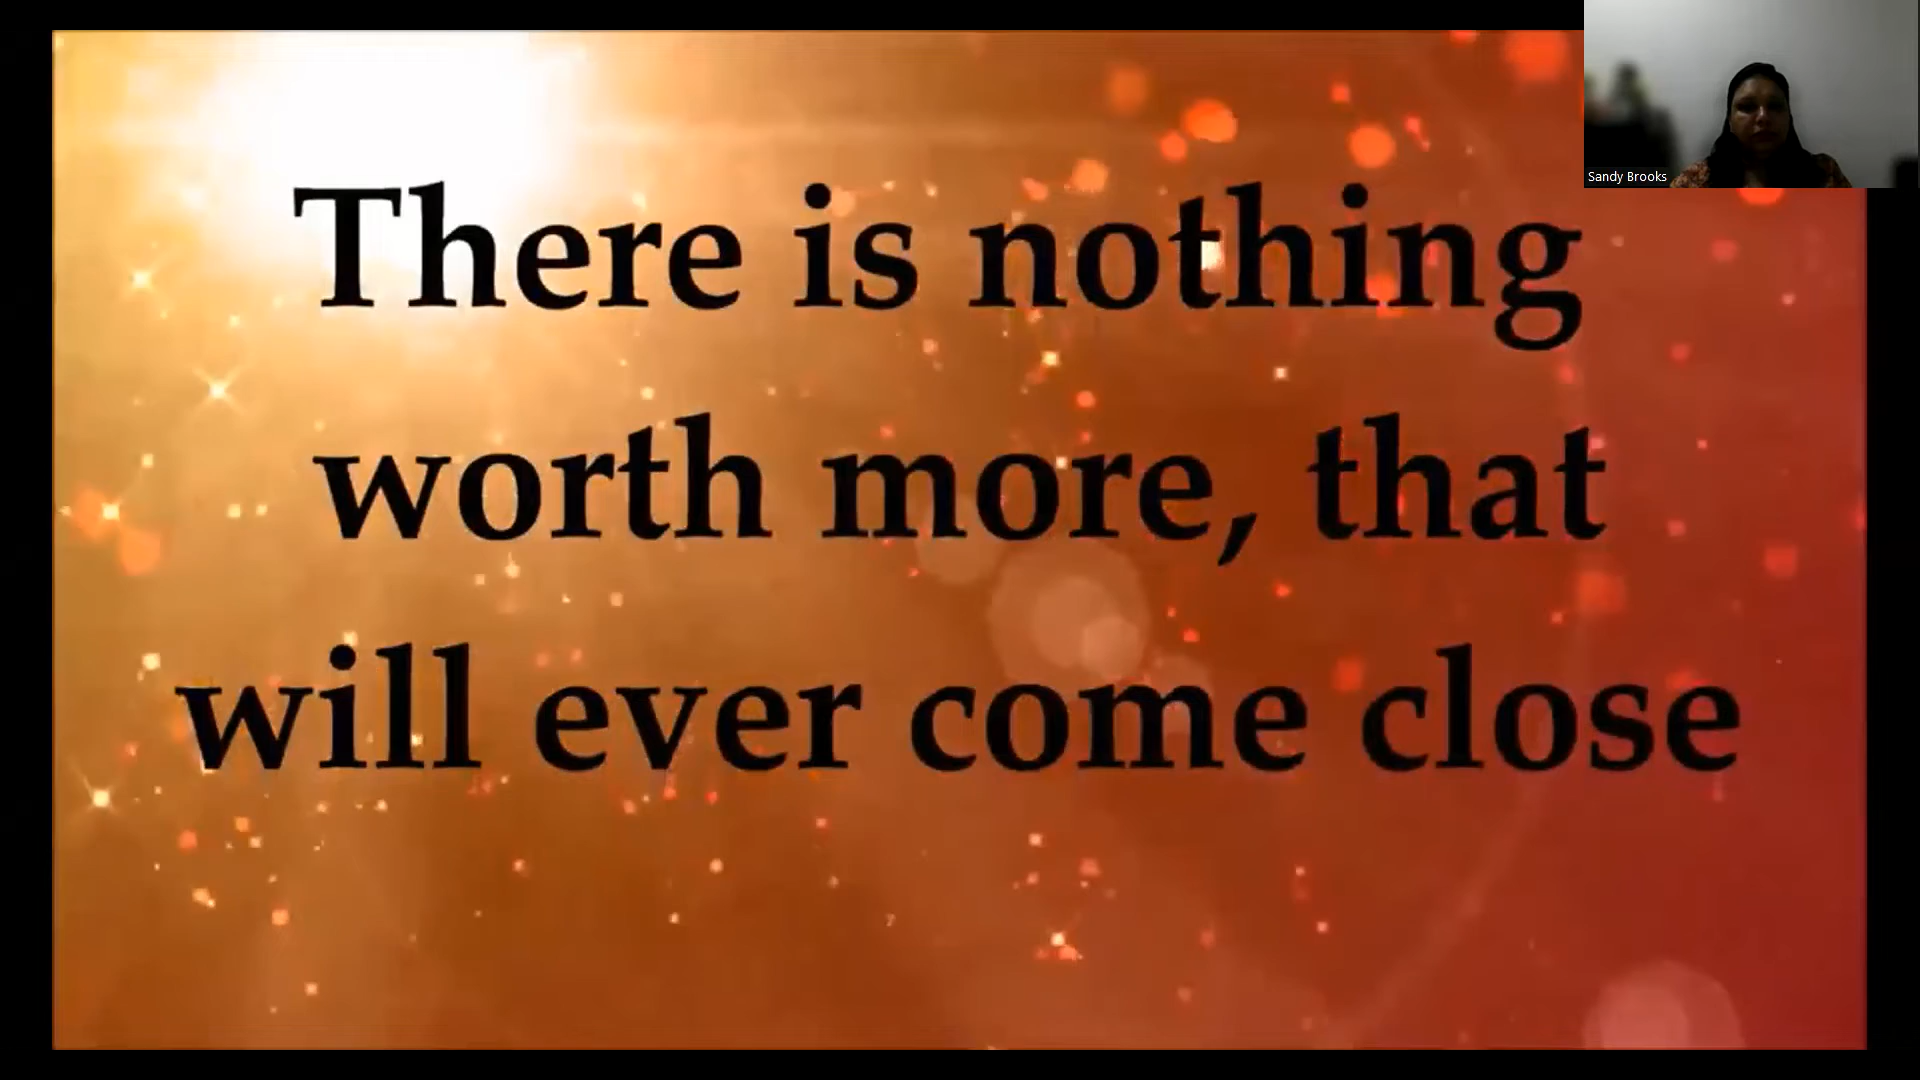 Sandy Brooks
There is nothing
worth more, that
will ever come close